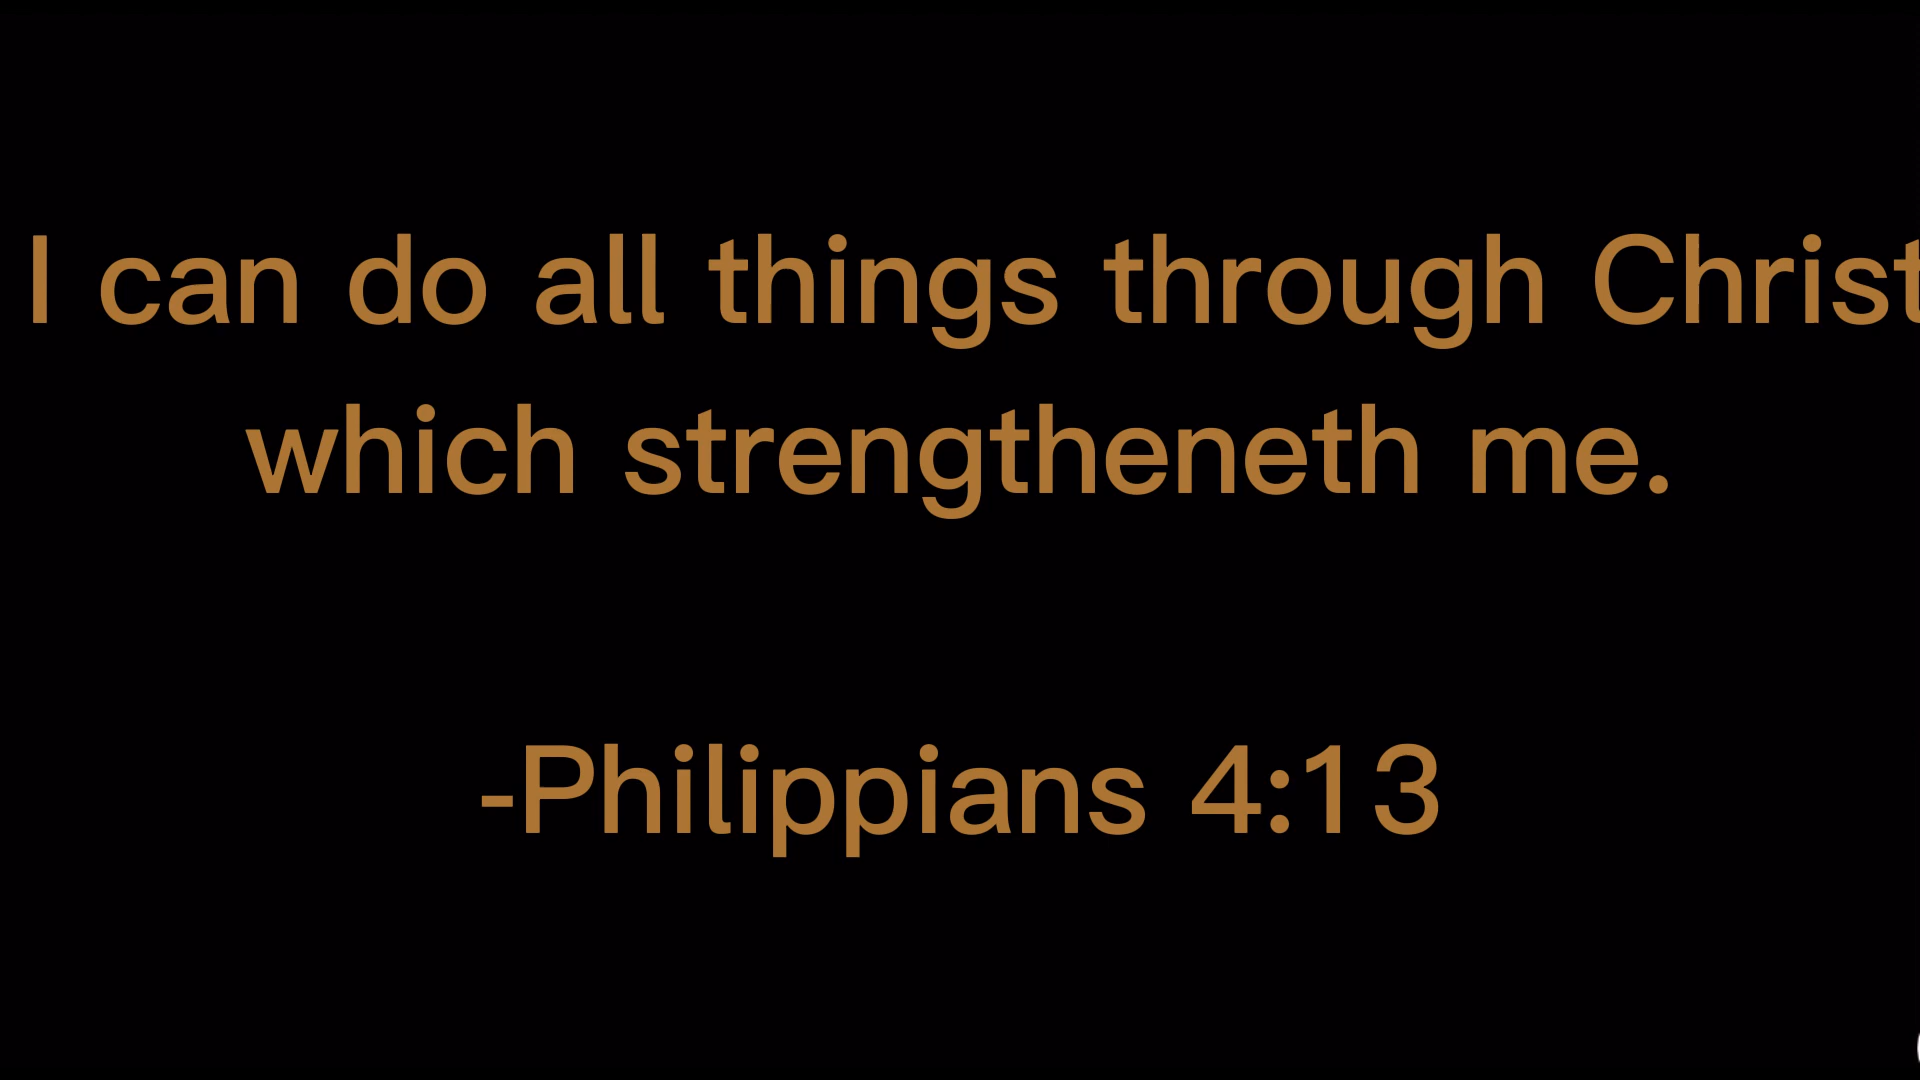 I can do all things through Christ
which strengtheneth me.
-Philippians 4:13